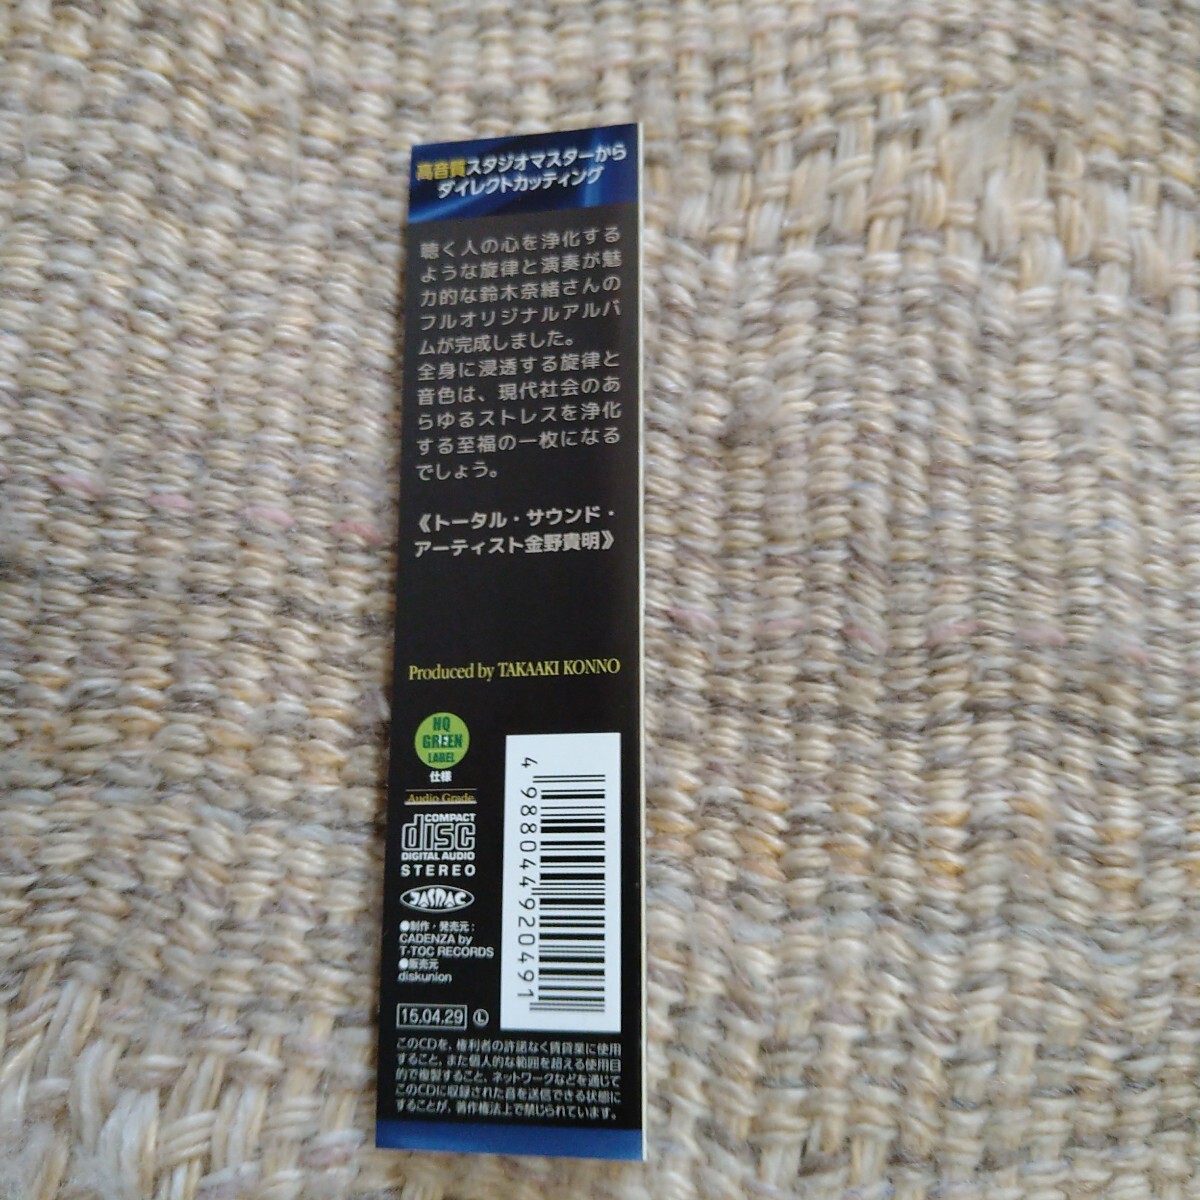 高音質スタジオマスターから
ダイレクトカッティング
聴く人の心を浄化する
ような旋律と演奏が魅
力的な鈴木奈緒さんの
フルオリジナルアルバ
ムが完成しました。
全身に浸透する旋律と
音色は、現代社会のあ
らゆるストレスを浄化
する至福の一枚になる
でしょう。
《トータル・サウンド・
アーティスト金野貴明》
Produced by TAKAAKI KONNO
HQ
GREEN
LABEL
仕様
Audio Grade
COMPACT
disc
DIGITAL AUDIO
STEREO
JASRAC
●制作・発売元：
CADENZA by
T-TOC RECORDS
●販売元
diskunion
15.04.29 Ⓛ
4988044920491
このCDを、権利者の許諾なく賃貸業に使用
すること、また個人的な範囲を超える使用目
的で複製すること、ネットワークなどを通じて
このCDに収録された音を送信できる状態に
することが、著作権法上で禁じられています。